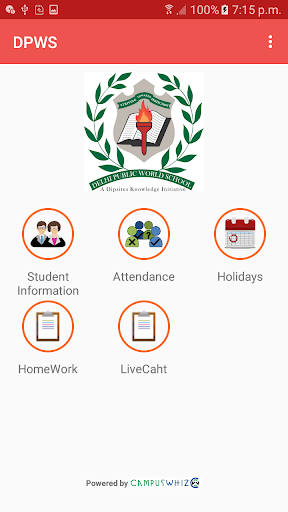 100% 7:15 p.m.
DPWS
DELHI PUBLIC WORLD SCHOOL
A Dipsites Knowledge Initiative
Student
Information
Attendance
Holidays
HomeWork
LiveCaht
Powered by CAMPUSWHIZ